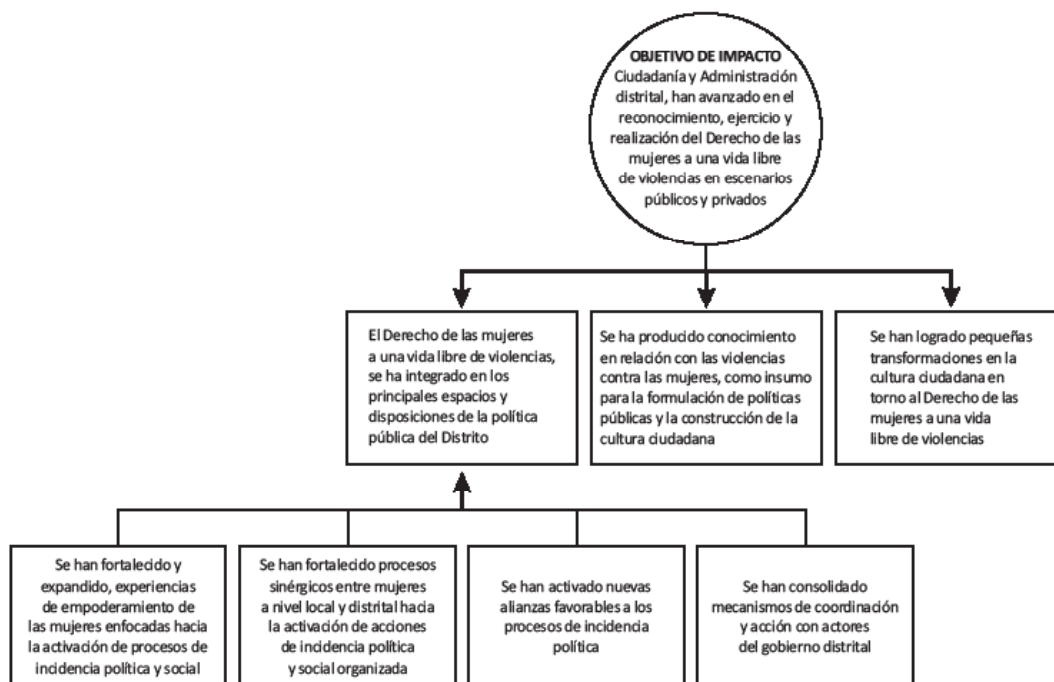 OBJETIVO DE IMPACTO
Ciudadanía y Administración
distrital, han avanzado en el
reconocimiento, ejercicio y
realización del Derecho de las
mujeres a una vida libre
de violencias en escenarios
públicos y privados
El Derecho de las mujeres
a una vida libre de violencias,
se ha integrado en los
principales espacios y
disposiciones de la política
pública del Distrito
Se ha producido conocimiento
en relación con las violencias
contra las mujeres, como insumo
para la formulación de políticas
públicas y la construcción de la
cultura ciudadana
Se han logrado pequeñas
transformaciones en la
cultura ciudadana en
torno al Derecho de las
mujeres a una vida
libre de violencias
Se han fortalecido y
expandido, experiencias
de empoderamiento de
las mujeres enfocadas hacia
la activación de procesos de
incidencia política y social
Se han fortalecido procesos
sinérgicos entre mujeres
a nivel local y distrital hacia
la activación de acciones
de incidencia política
y social organizada
Se han activado nuevas
alianzas favorables a los
procesos de incidencia
política
Se han consolidado
mecanismos de coordinación
y acción con actores
del gobierno distrital